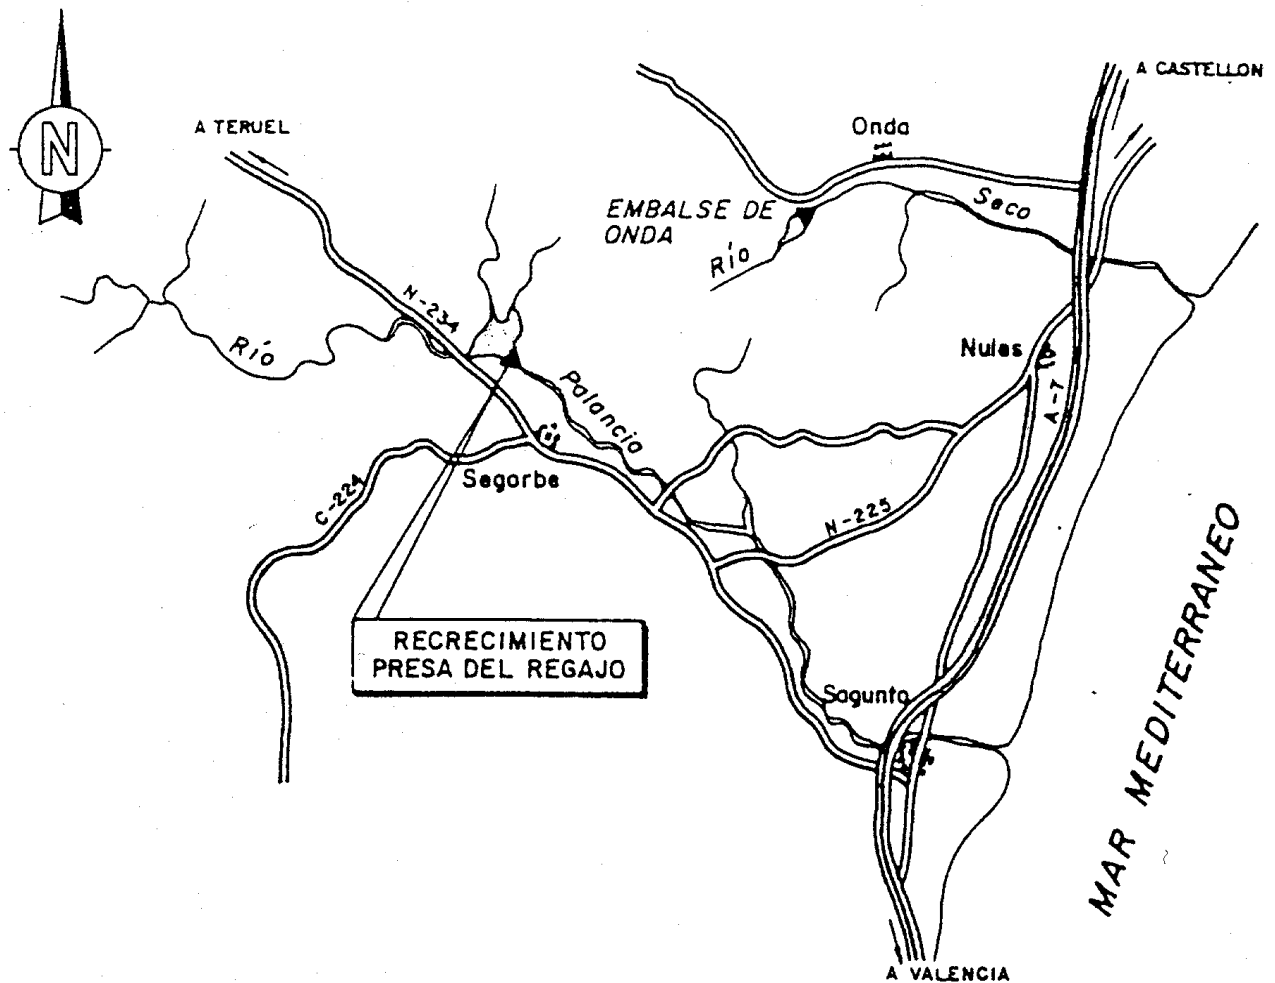 A CASTELLON
N
A TERUEL
Onda
EMBALSE DE
ONDA
Seco
Río
N-234
Río
Nules
Palancia
A-7
Segorbe
C-224
N-225
RECRECIMIENTO
PRESA DEL REGAJO
Sagunto
MAR MEDITERRANEO
A VALENCIA